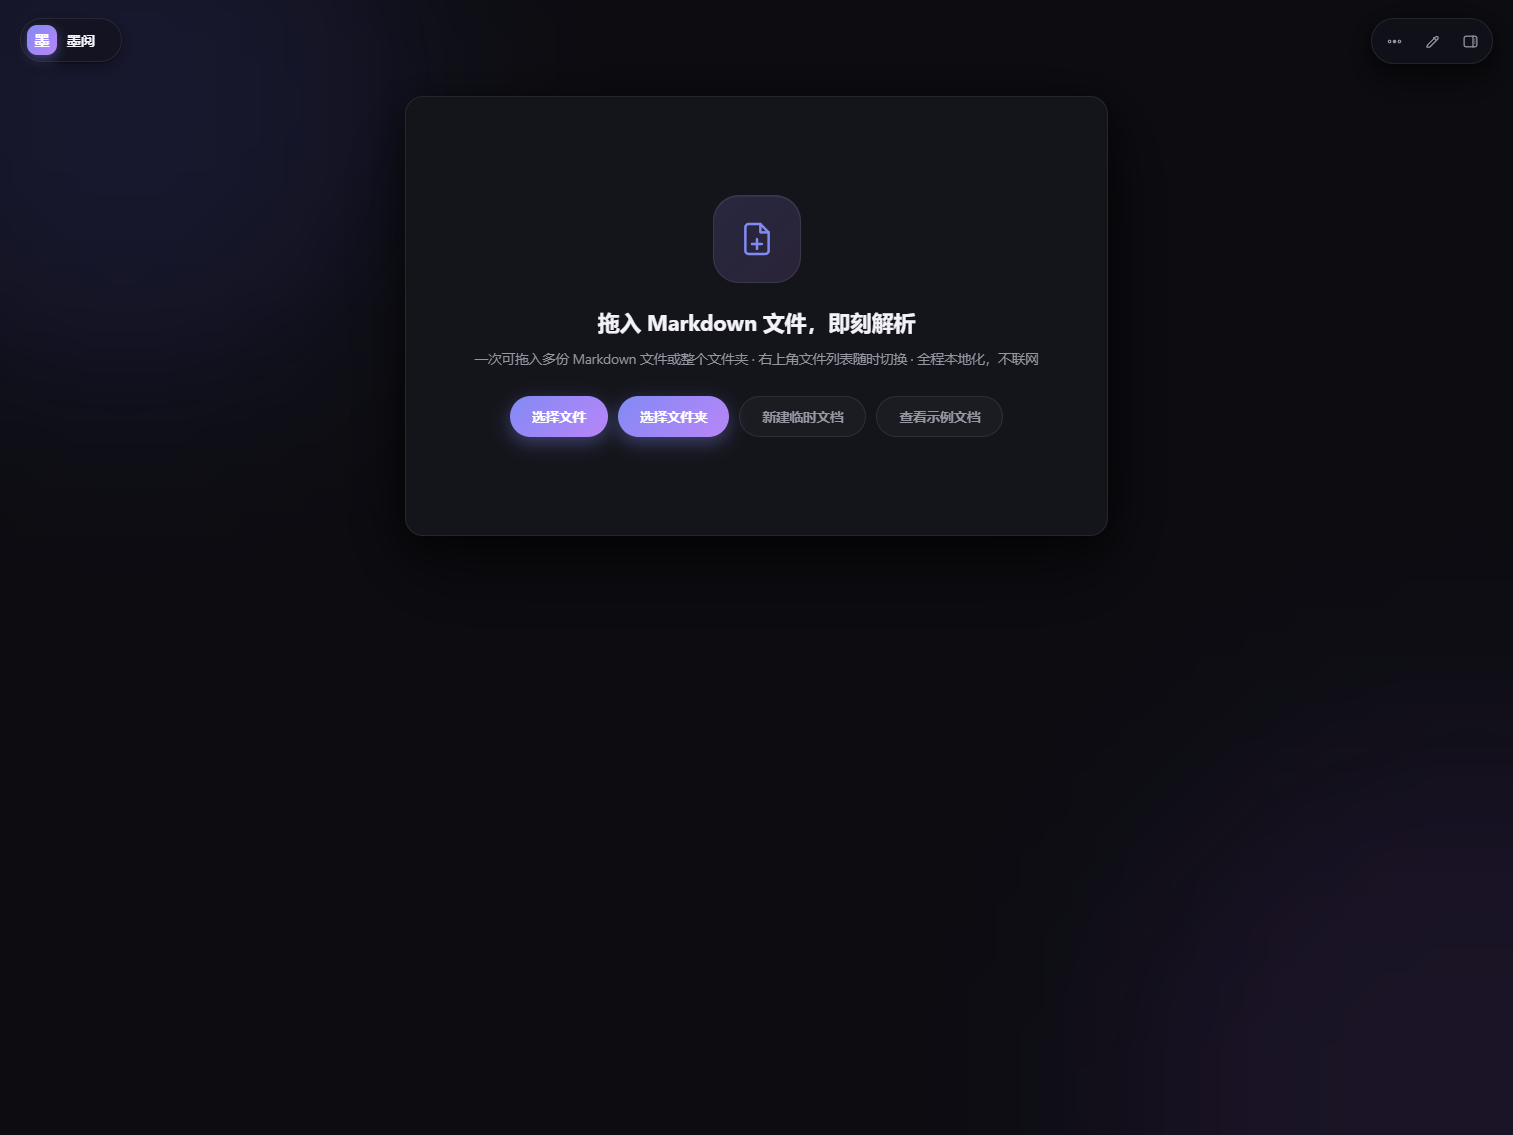 墨 墨阅
拖入 Markdown 文件，即刻解析
一次可拖入多份 Markdown 文件或整个文件夹 · 右上角文件列表随时切换 · 全程本地化，不联网
选择文件 选择文件夹 新建临时文档 查看示例文档